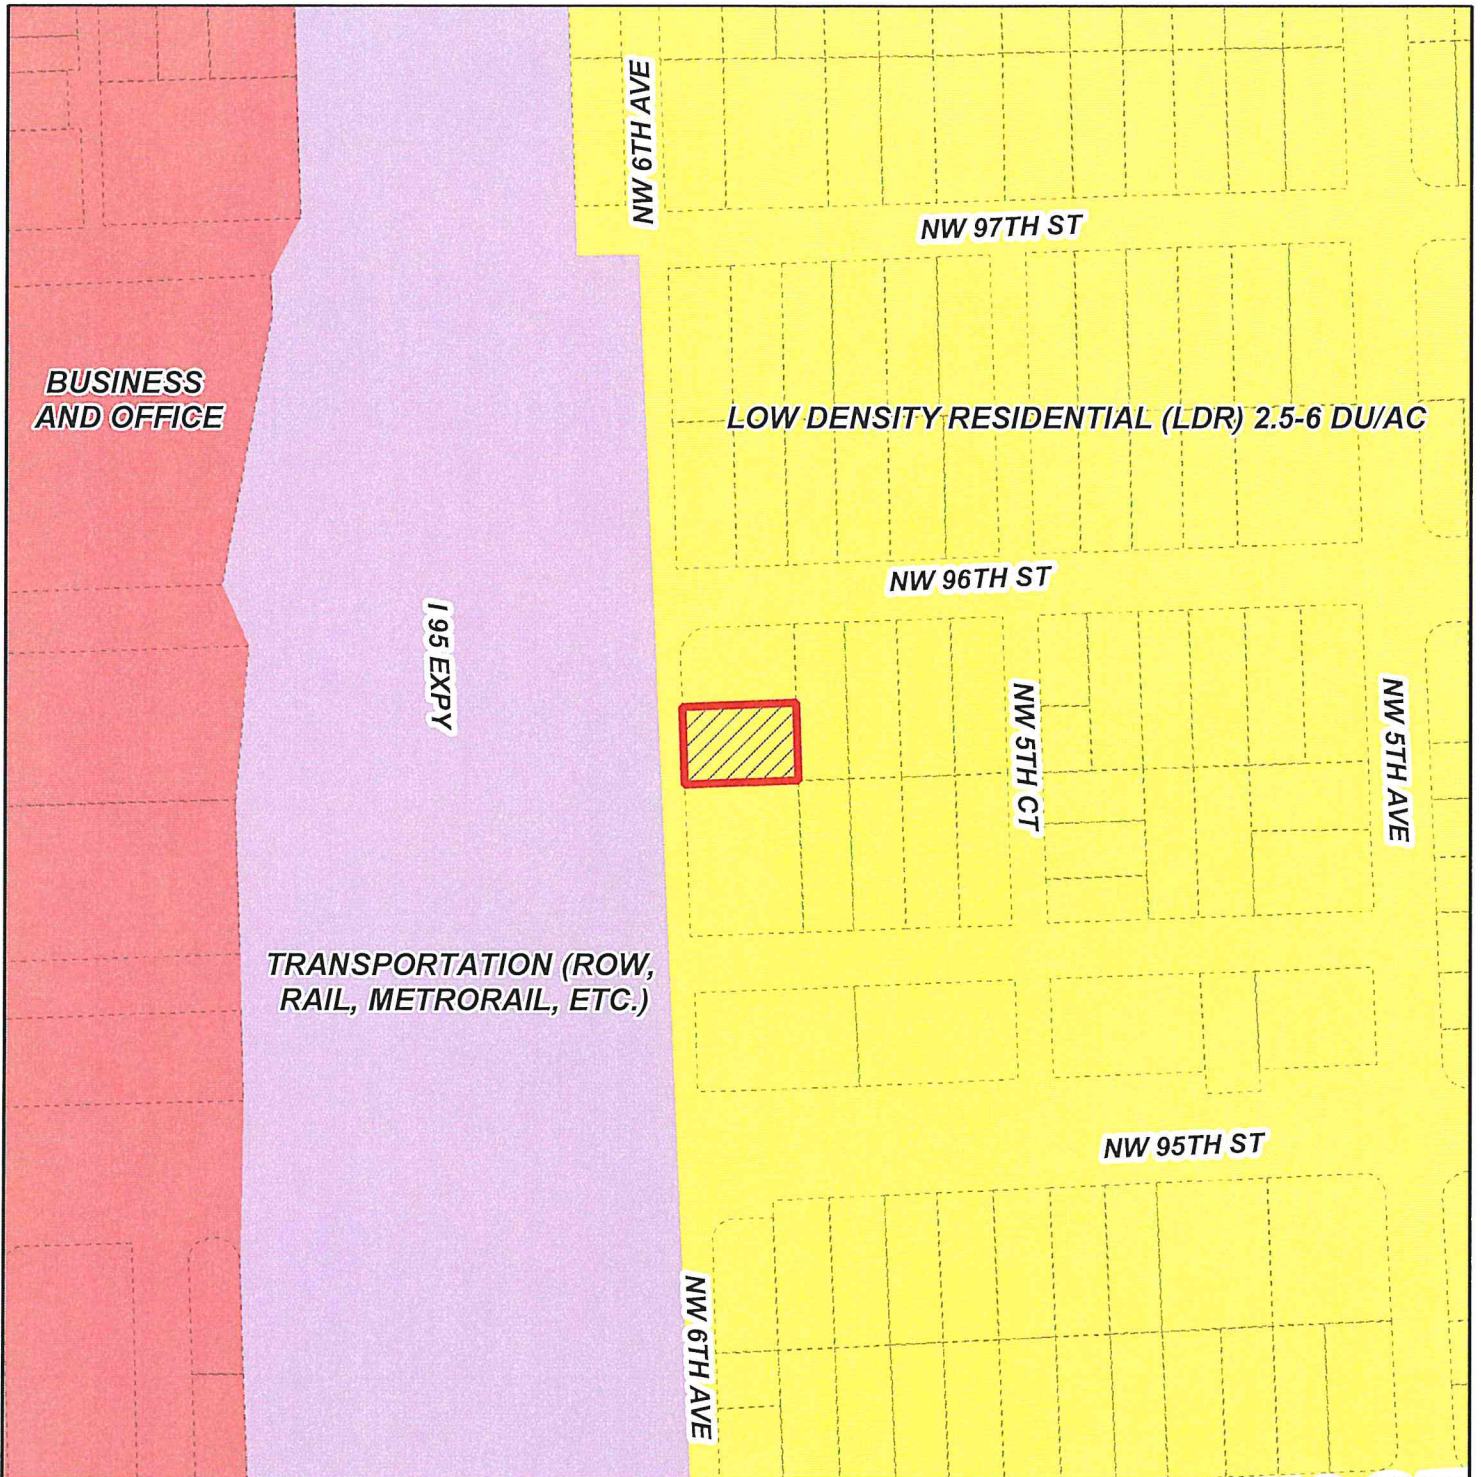 NW 6TH AVE
NW 97TH ST
BUSINESS
AND OFFICE
LOW DENSITY RESIDENTIAL (LDR) 2.5-6 DU/AC
NW 96TH ST
I 95 EXPY
NW 5TH CT
NW 5TH AVE
TRANSPORTATION (ROW,
RAIL, METRORAIL, ETC.)
NW 95TH ST
NW 6TH AVE